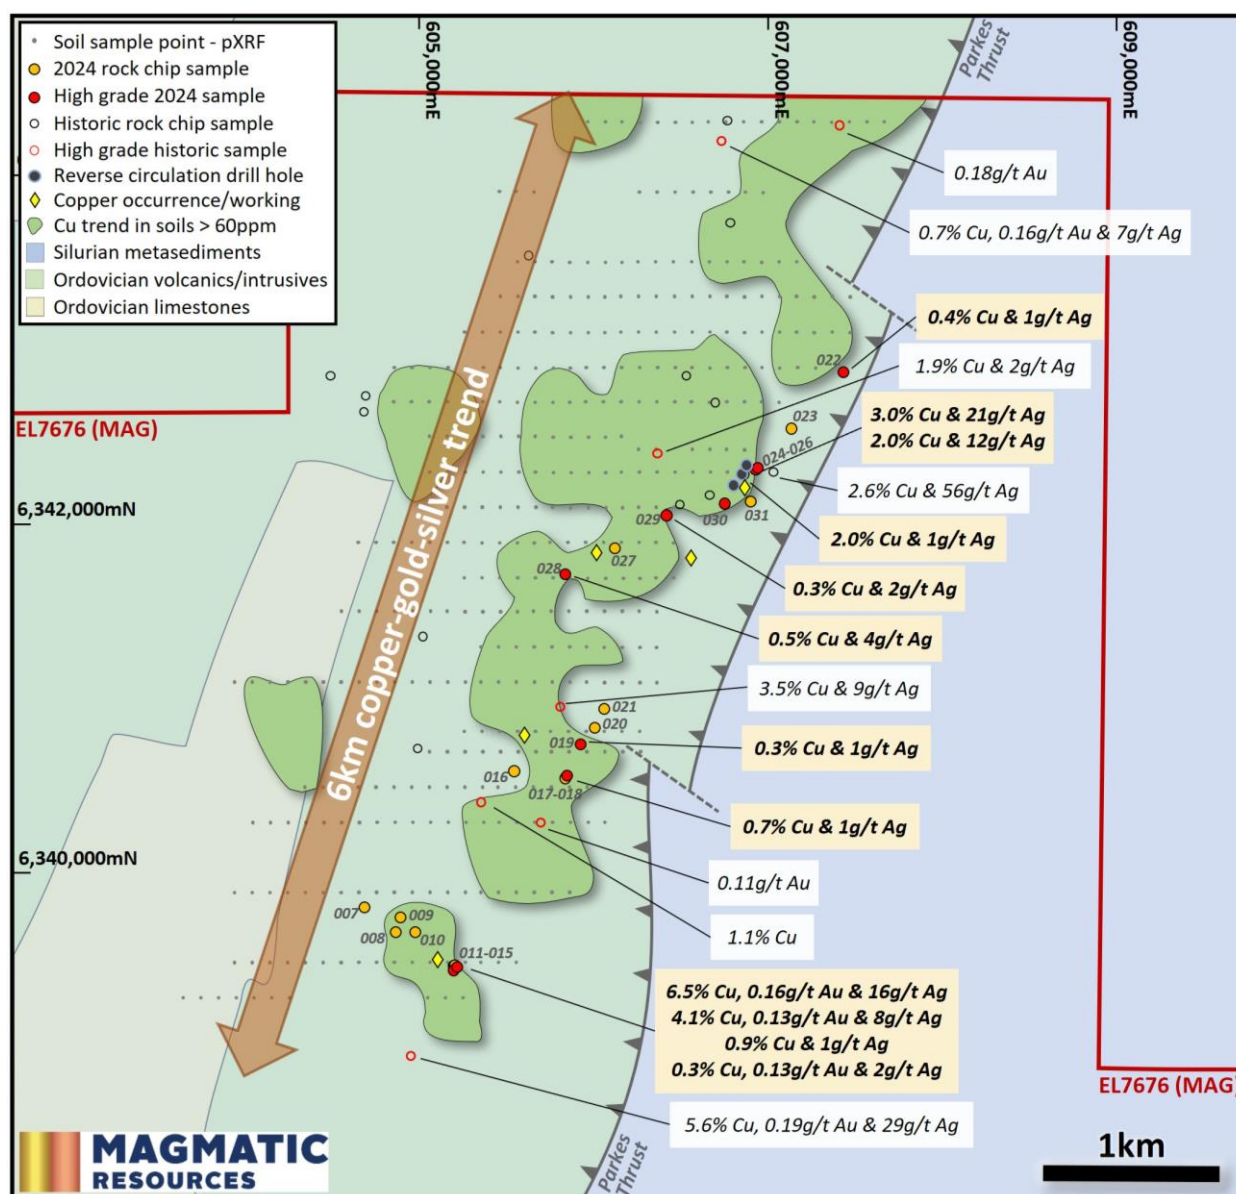 Soil sample point - pXRF
2024 rock chip sample
High grade 2024 sample
Historic rock chip sample
High grade historic sample
Reverse circulation drill hole
Copper occurrence/working
Cu trend in soils > 60ppm
Silurian metasediments
Ordovician volcanics/intrusives
Ordovician limestones
605,000mE
607,000mE
609,000mE
Parkes
Thrust
0.18g/t Au
0.7% Cu, 0.16g/t Au & 7g/t Ag
0.4% Cu & 1g/t Ag
022
1.9% Cu & 2g/t Ag
EL7676 (MAG)
023
3.0% Cu & 21g/t Ag
2.0% Cu & 12g/t Ag
024-026
2.6% Cu & 56g/t Ag
6,342,000mN
029
030
031
2.0% Cu & 1g/t Ag
027
028
0.3% Cu & 2g/t Ag
0.5% Cu & 4g/t Ag
6km copper-gold-silver trend
3.5% Cu & 9g/t Ag
021
020
019
0.3% Cu & 1g/t Ag
016
017-018
0.7% Cu & 1g/t Ag
6,340,000mN
0.11g/t Au
007
009
008
010
1.1% Cu
011-015
6.5% Cu, 0.16g/t Au & 16g/t Ag
4.1% Cu, 0.13g/t Au & 8g/t Ag
0.9% Cu & 1g/t Ag
0.3% Cu, 0.13g/t Au & 2g/t Ag
EL7676 (MAG)
5.6% Cu, 0.19g/t Au & 29g/t Ag
Parkes
Thrust
1km
MAGMATIC
RESOURCES